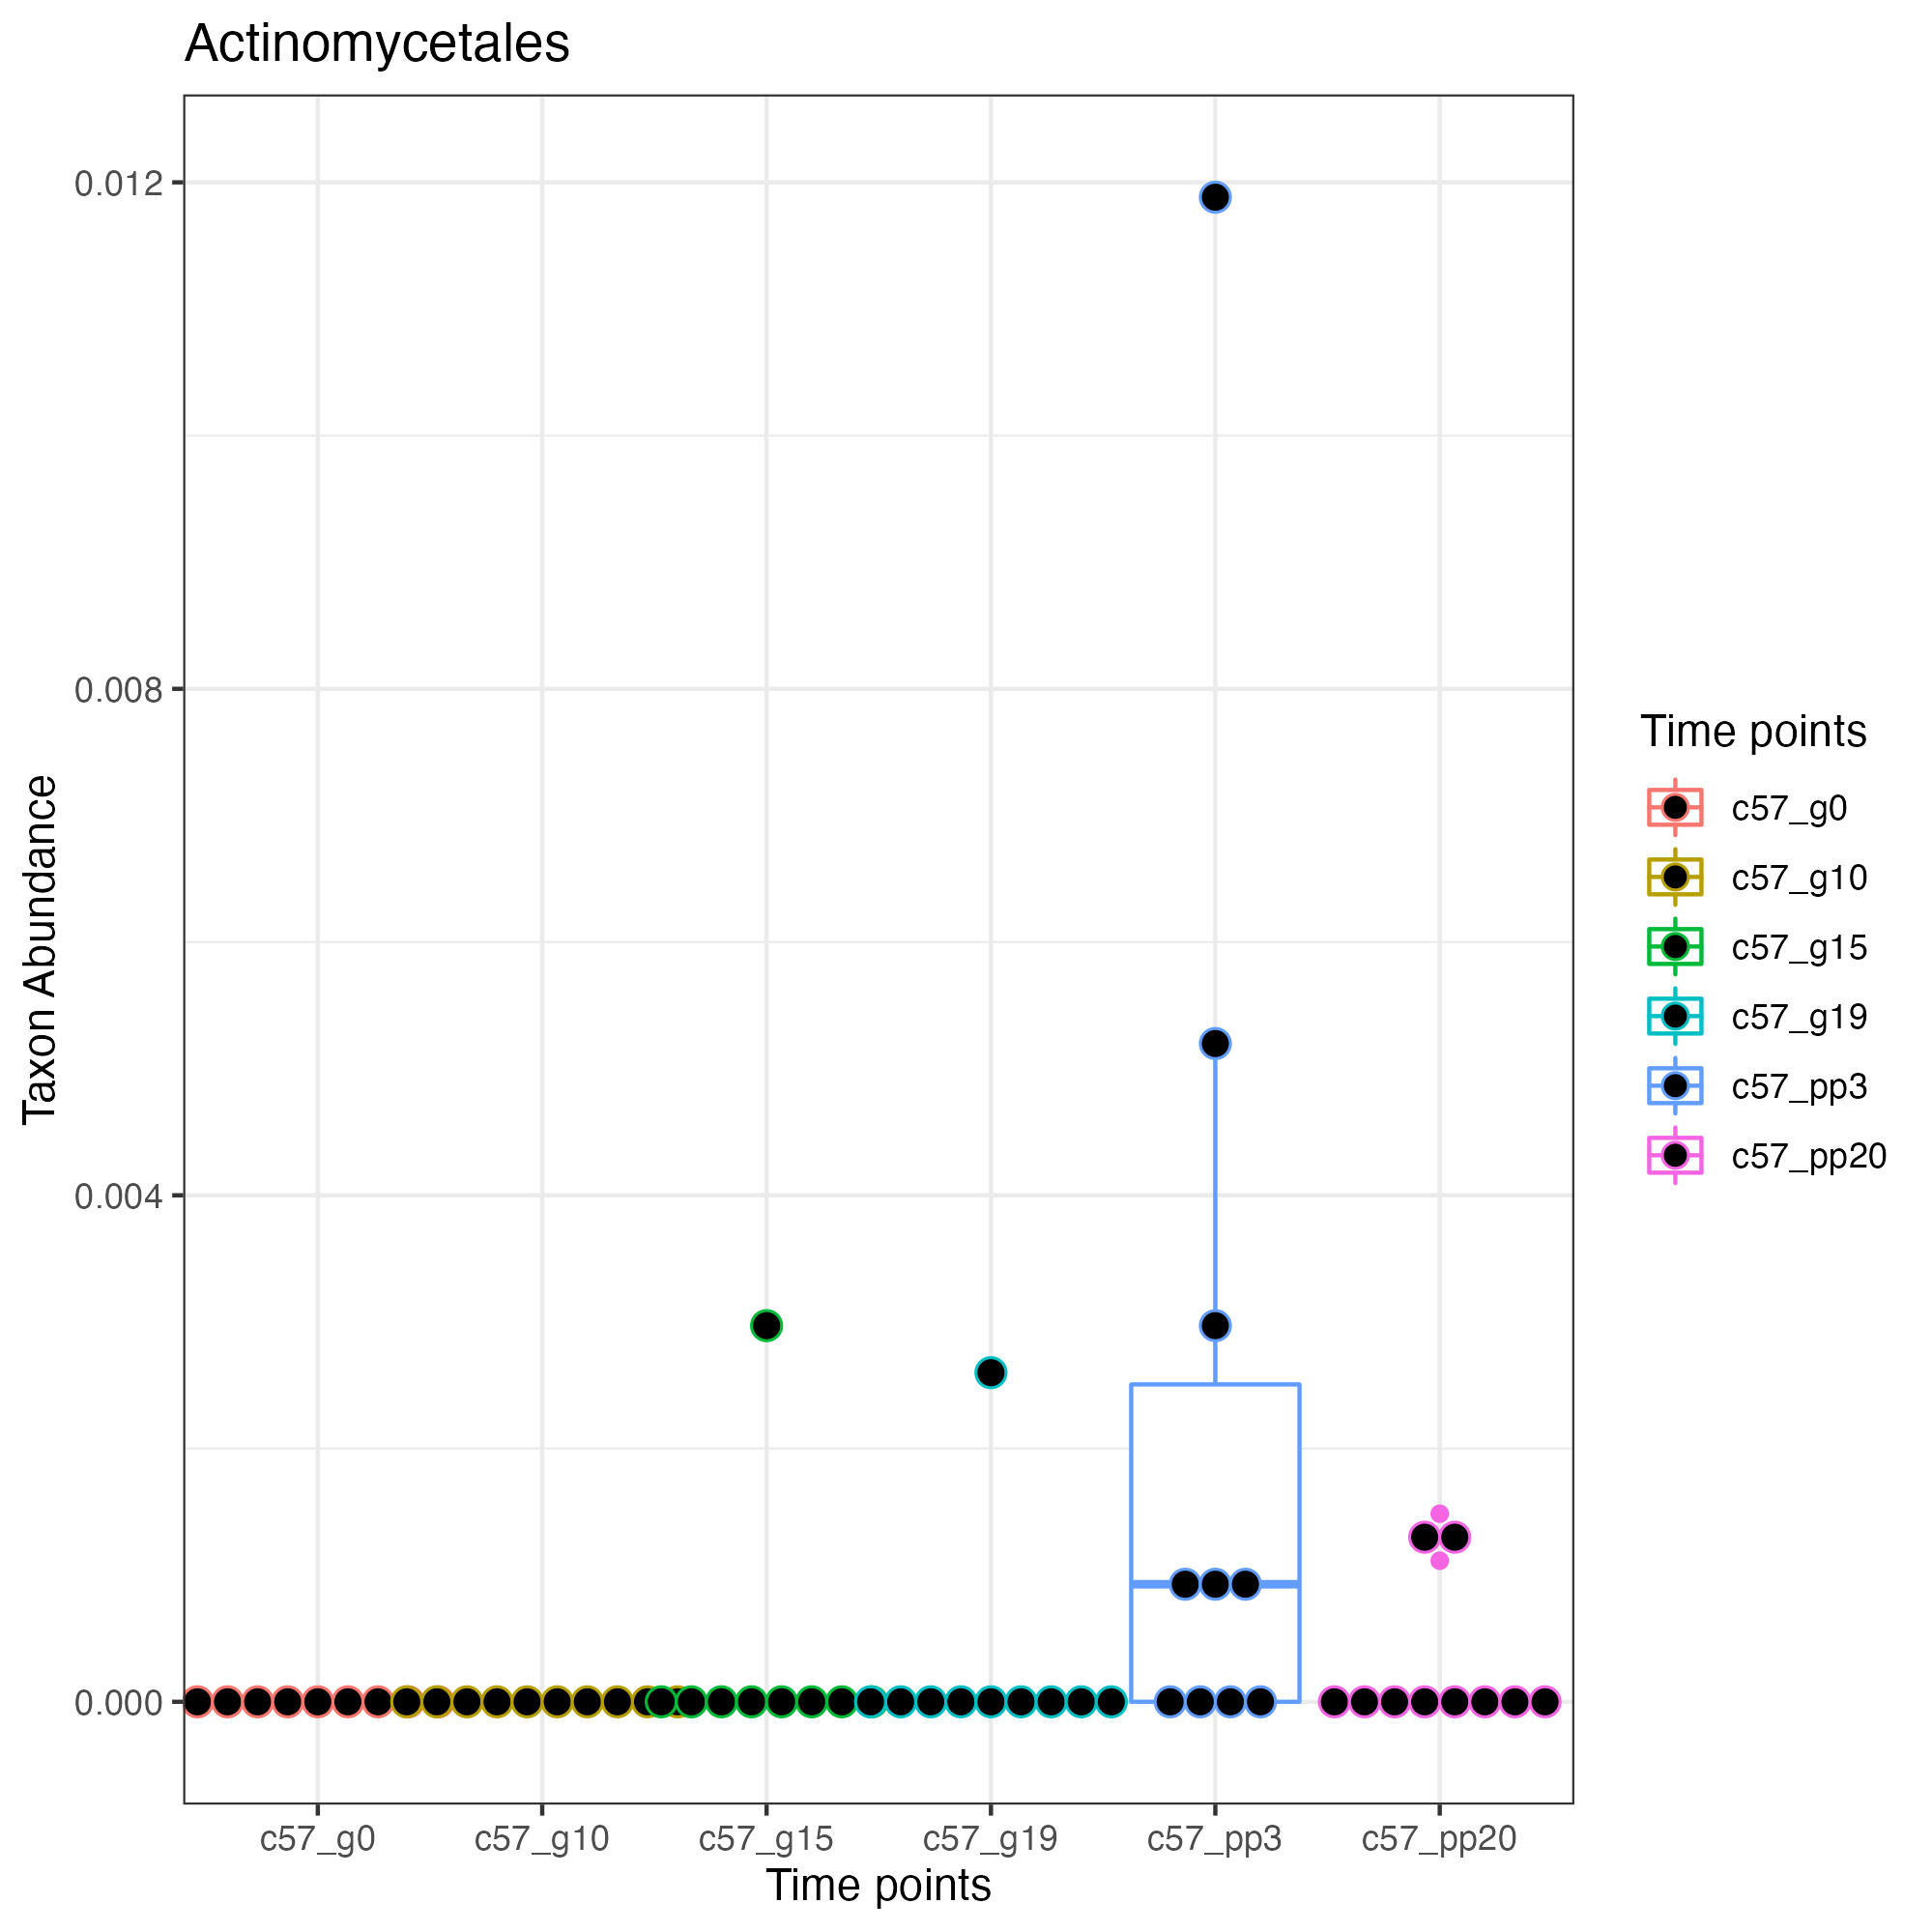 Actinomycetales
0.012
0.008
0.004
0.000
Taxon Abundance
c57_g0
c57_g10
c57_g15
c57_g19
c57_pp3
c57_pp20
Time points
Time points
c57_g0
c57_g10
c57_g15
c57_g19
c57_pp3
c57_pp20